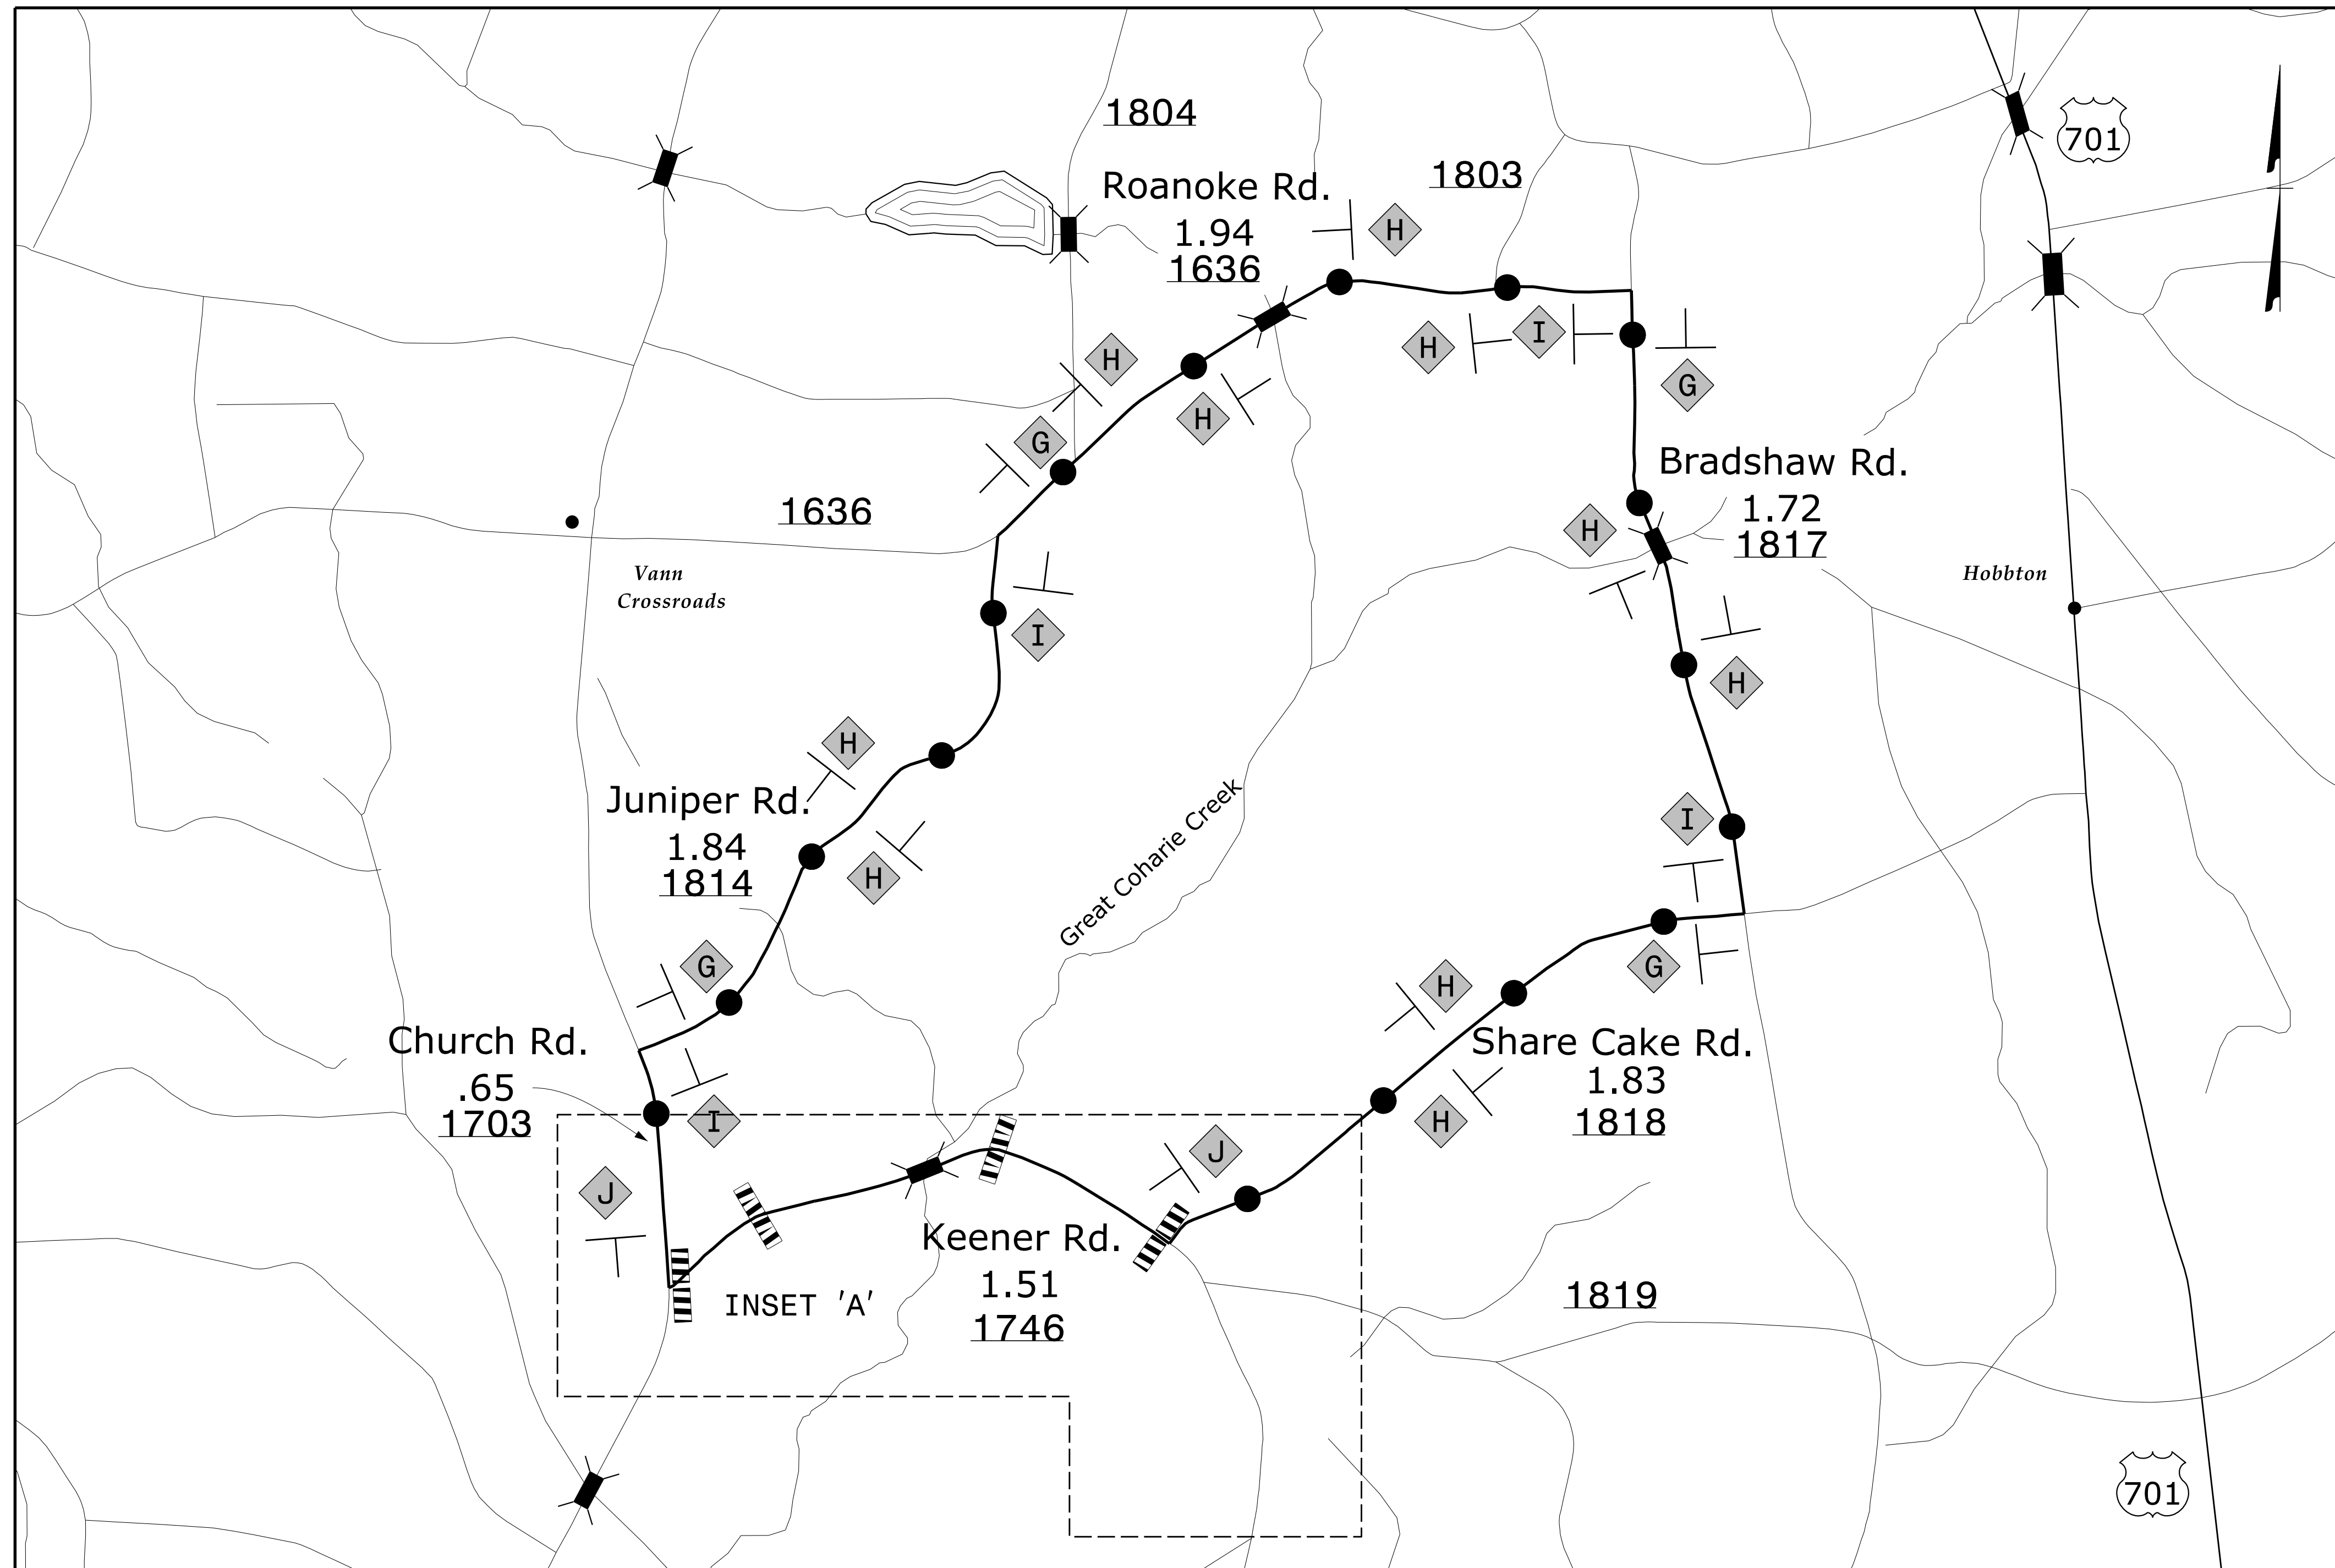 1804
701
Roanoke Rd.
1.94
1636
1803
H
H
H
I
G
G
H
Bradshaw Rd.
1.72
1817
H
1636
Vann
Crossroads
Hobbton
I
H
H
Juniper Rd.
1.84
1814
H
I
Great Coharie Creek
G
G
H
Share Cake Rd.
1.83
1818
H
Church Rd.
.65
1703
I
J
J
Keener Rd.
1.51
1746
INSET 'A'
1819
701